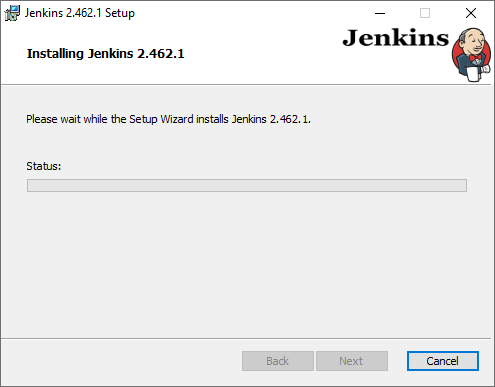 Jenkins 2.462.1 Setup
Jenkins
Installing Jenkins 2.462.1
Please wait while the Setup Wizard installs Jenkins 2.462.1.
Status:
Back Next Cancel